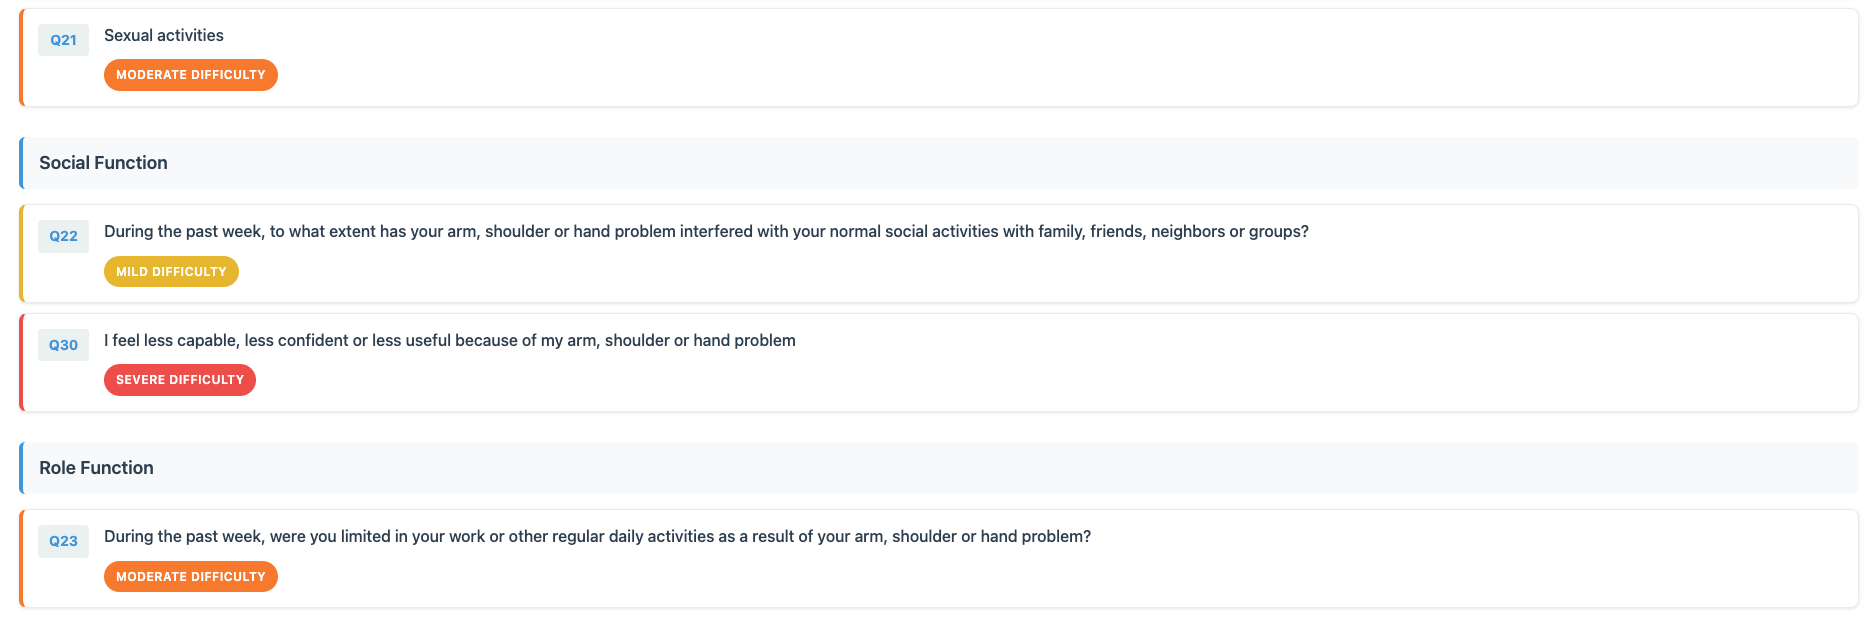 Q21 Sexual activities
MODERATE DIFFICULTY
Social Function
Q22 During the past week, to what extent has your arm, shoulder or hand problem interfered with your normal social activities with family, friends, neighbors or groups?
MILD DIFFICULTY
Q30 I feel less capable, less confident or less useful because of my arm, shoulder or hand problem
SEVERE DIFFICULTY
Role Function
Q23 During the past week, were you limited in your work or other regular daily activities as a result of your arm, shoulder or hand problem?
MODERATE DIFFICULTY